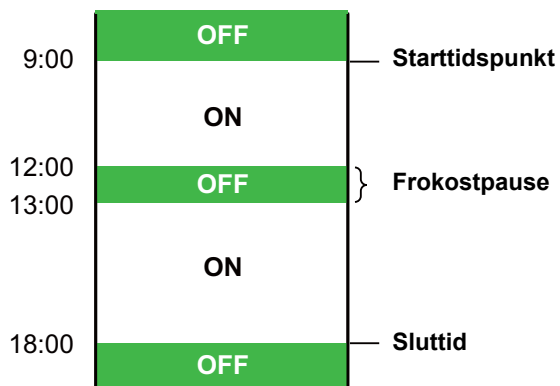 OFF
9:00 Starttidspunkt
ON
12:00
OFF Frokostpause
13:00
ON
18:00 Sluttid
OFF